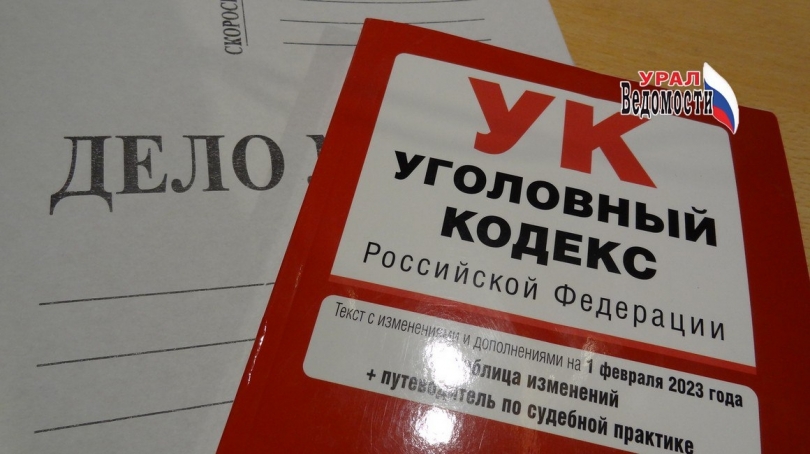 СКОРОС
ДЕЛО
УРАЛ
Ведомости
УК
УГОЛОВНЫЙ
КОДЕКС
Российской Федерации
Текст с изменениями и дополнениями на 1 февраля 2023 года
таблица изменений
+ путеводитель по судебной практике